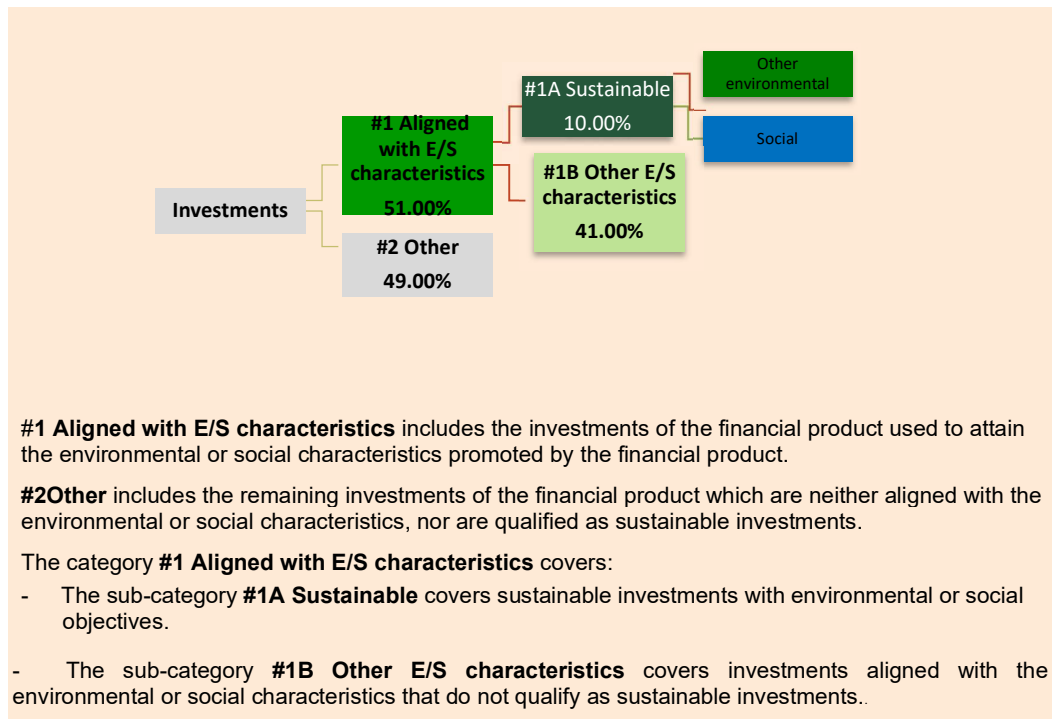 Other
environmental
#1A Sustainable
10.00%
Social
#1 Aligned
with E/S
characteristics
51.00%
#1B Other E/S
characteristics
41.00%
Investments
#2 Other
49.00%
#1 Aligned with E/S characteristics includes the investments of the financial product used to attain
the environmental or social characteristics promoted by the financial product.
#2Other includes the remaining investments of the financial product which are neither aligned with the
environmental or social characteristics, nor are qualified as sustainable investments.
The category #1 Aligned with E/S characteristics covers:
- The sub-category #1A Sustainable covers sustainable investments with environmental or social
objectives.
- The sub-category #1B Other E/S characteristics covers investments aligned with the
environmental or social characteristics that do not qualify as sustainable investments..